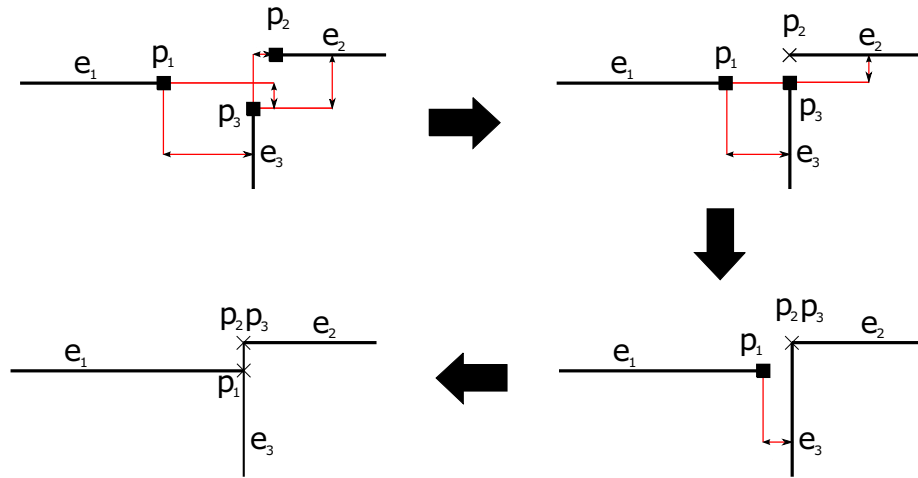 p₂
e₁ p₁ e₂
p₃
e₃
p₂
e₁ p₁ e₂
p₃
e₃
p₂p₃
e₁ e₂
p₁
e₃
p₂p₃
e₂
e₁ p₁
e₃